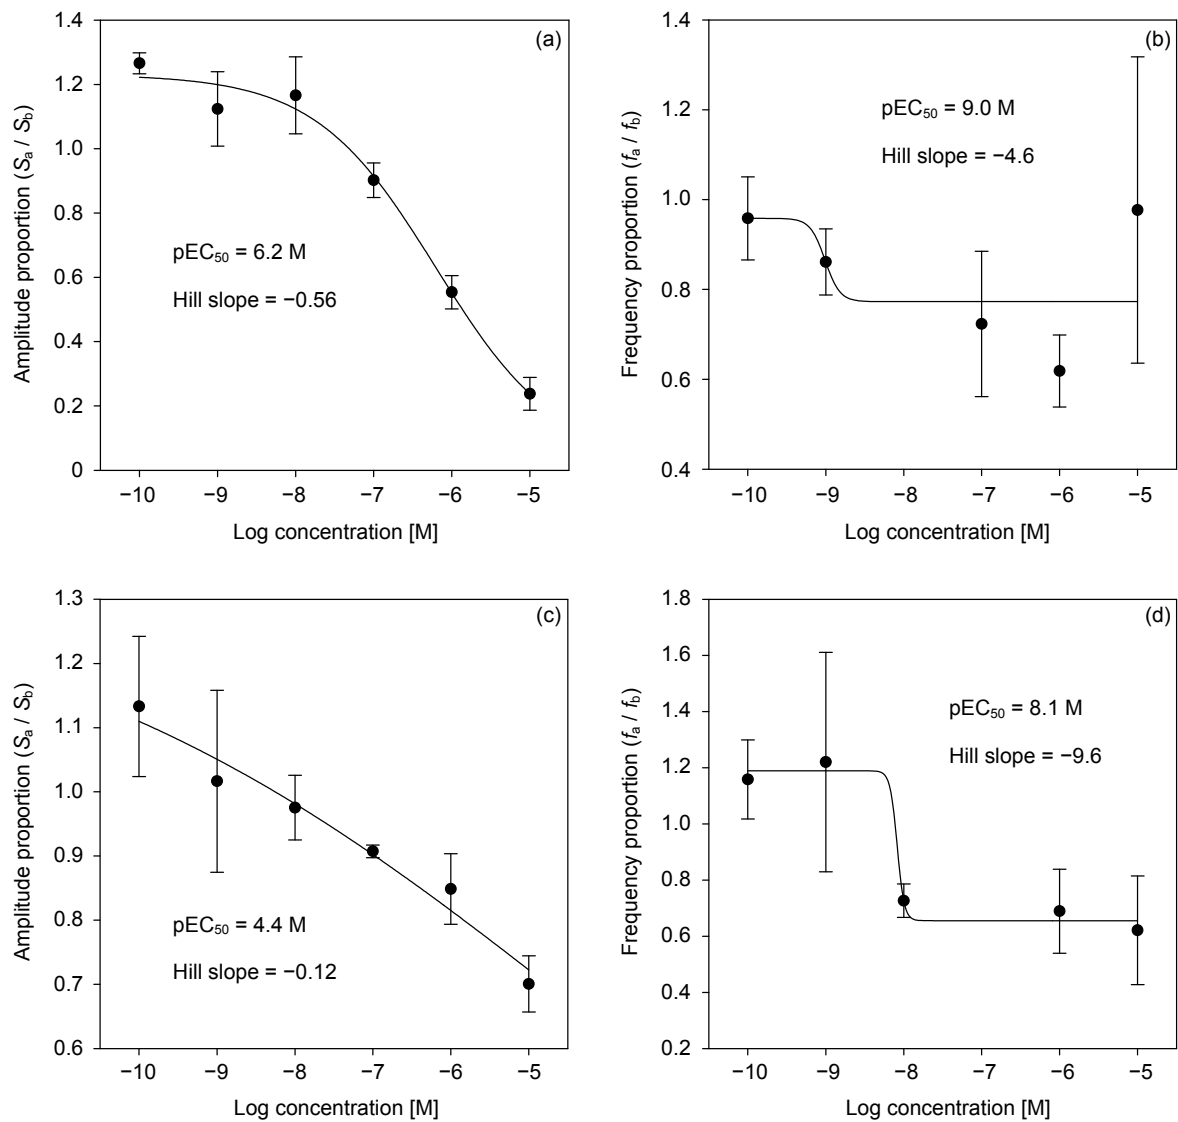 (a)
Amplitude proportion (Sₐ / S_b)
1.4
1.2
1.0
0.8
0.6
0.4
0.2
0
pEC₅₀ = 6.2 M
Hill slope = −0.56
−10 −9 −8 −7 −6 −5
Log concentration [M]
(b)
Frequency proportion (fₐ / f_b)
1.4
1.2
1.0
0.8
0.6
0.4
pEC₅₀ = 9.0 M
Hill slope = −4.6
−10 −9 −8 −7 −6 −5
Log concentration [M]
(c)
Amplitude proportion (Sₐ / S_b)
1.3
1.2
1.1
1.0
0.9
0.8
0.7
0.6
pEC₅₀ = 4.4 M
Hill slope = −0.12
−10 −9 −8 −7 −6 −5
Log concentration [M]
(d)
Frequency proportion (fₐ / f_b)
1.8
1.6
1.4
1.2
1.0
0.8
0.6
0.4
0.2
pEC₅₀ = 8.1 M
Hill slope = −9.6
−10 −9 −8 −7 −6 −5
Log concentration [M]